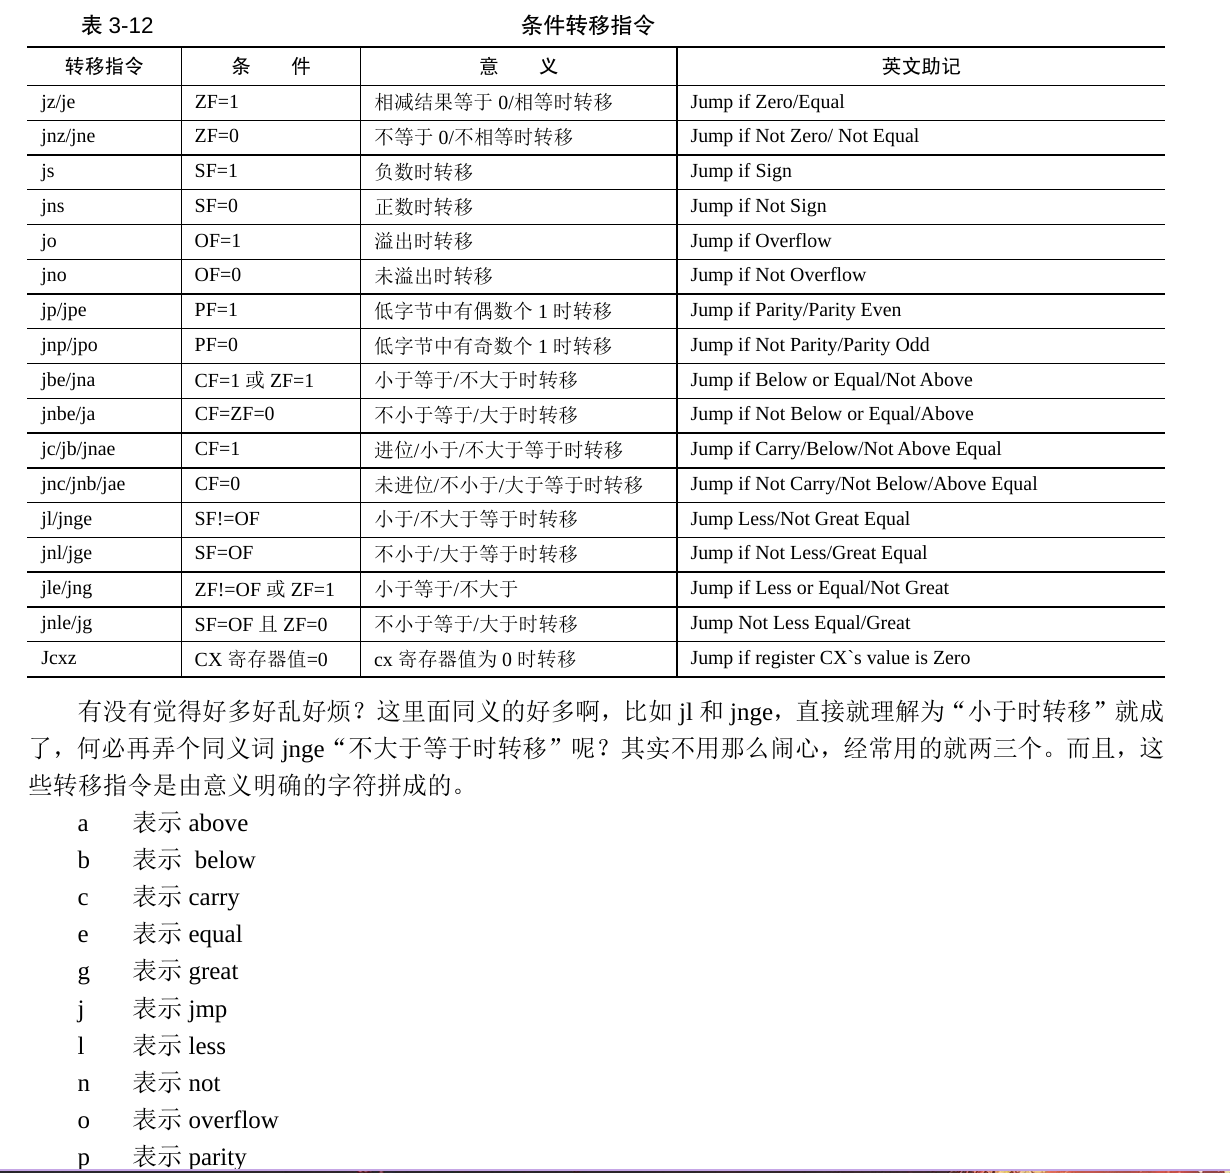 表 3-12 条件转移指令
转移指令 条 件 意 义 英文助记
jz/je ZF=1 相减结果等于 0/相等时转移 Jump if Zero/Equal
jnz/jne ZF=0 不等于 0/不相等时转移 Jump if Not Zero/ Not Equal
js SF=1 负数时转移 Jump if Sign
jns SF=0 正数时转移 Jump if Not Sign
jo OF=1 溢出时转移 Jump if Overflow
jno OF=0 未溢出时转移 Jump if Not Overflow
jp/jpe PF=1 低字节中有偶数个 1 时转移 Jump if Parity/Parity Even
jnp/jpo PF=0 低字节中有奇数个 1 时转移 Jump if Not Parity/Parity Odd
jbe/jna CF=1 或 ZF=1 小于等于/不大于时转移 Jump if Below or Equal/Not Above
jnbe/ja CF=ZF=0 不小于等于/大于时转移 Jump if Not Below or Equal/Above
jc/jb/jnae CF=1 进位/小于/不大于等于时转移 Jump if Carry/Below/Not Above Equal
jnc/jnb/jae CF=0 未进位/不小于/大于等于时转移 Jump if Not Carry/Not Below/Above Equal
jl/jnge SF!=OF 小于/不大于等于时转移 Jump Less/Not Great Equal
jnl/jge SF=OF 不小于/大于等于时转移 Jump if Not Less/Great Equal
jle/jng ZF!=OF 或 ZF=1 小于等于/不大于 Jump if Less or Equal/Not Great
jnle/jg SF=OF 且 ZF=0 不小于等于/大于时转移 Jump Not Less Equal/Great
Jcxz CX 寄存器值=0 cx 寄存器值为 0 时转移 Jump if register CX`s value is Zero
有没有觉得好多好乱好烦？这里面同义的好多啊，比如 jl 和 jnge，直接就理解为“小于时转移”就成
了，何必再弄个同义词 jnge“不大于等于时转移”呢？其实不用那么闹心，经常用的就两三个。而且，这
些转移指令是由意义明确的字符拼成的。
a 表示 above
b 表示 below
c 表示 carry
e 表示 equal
g 表示 great
j 表示 jmp
l 表示 less
n 表示 not
o 表示 overflow
p 表示 parity